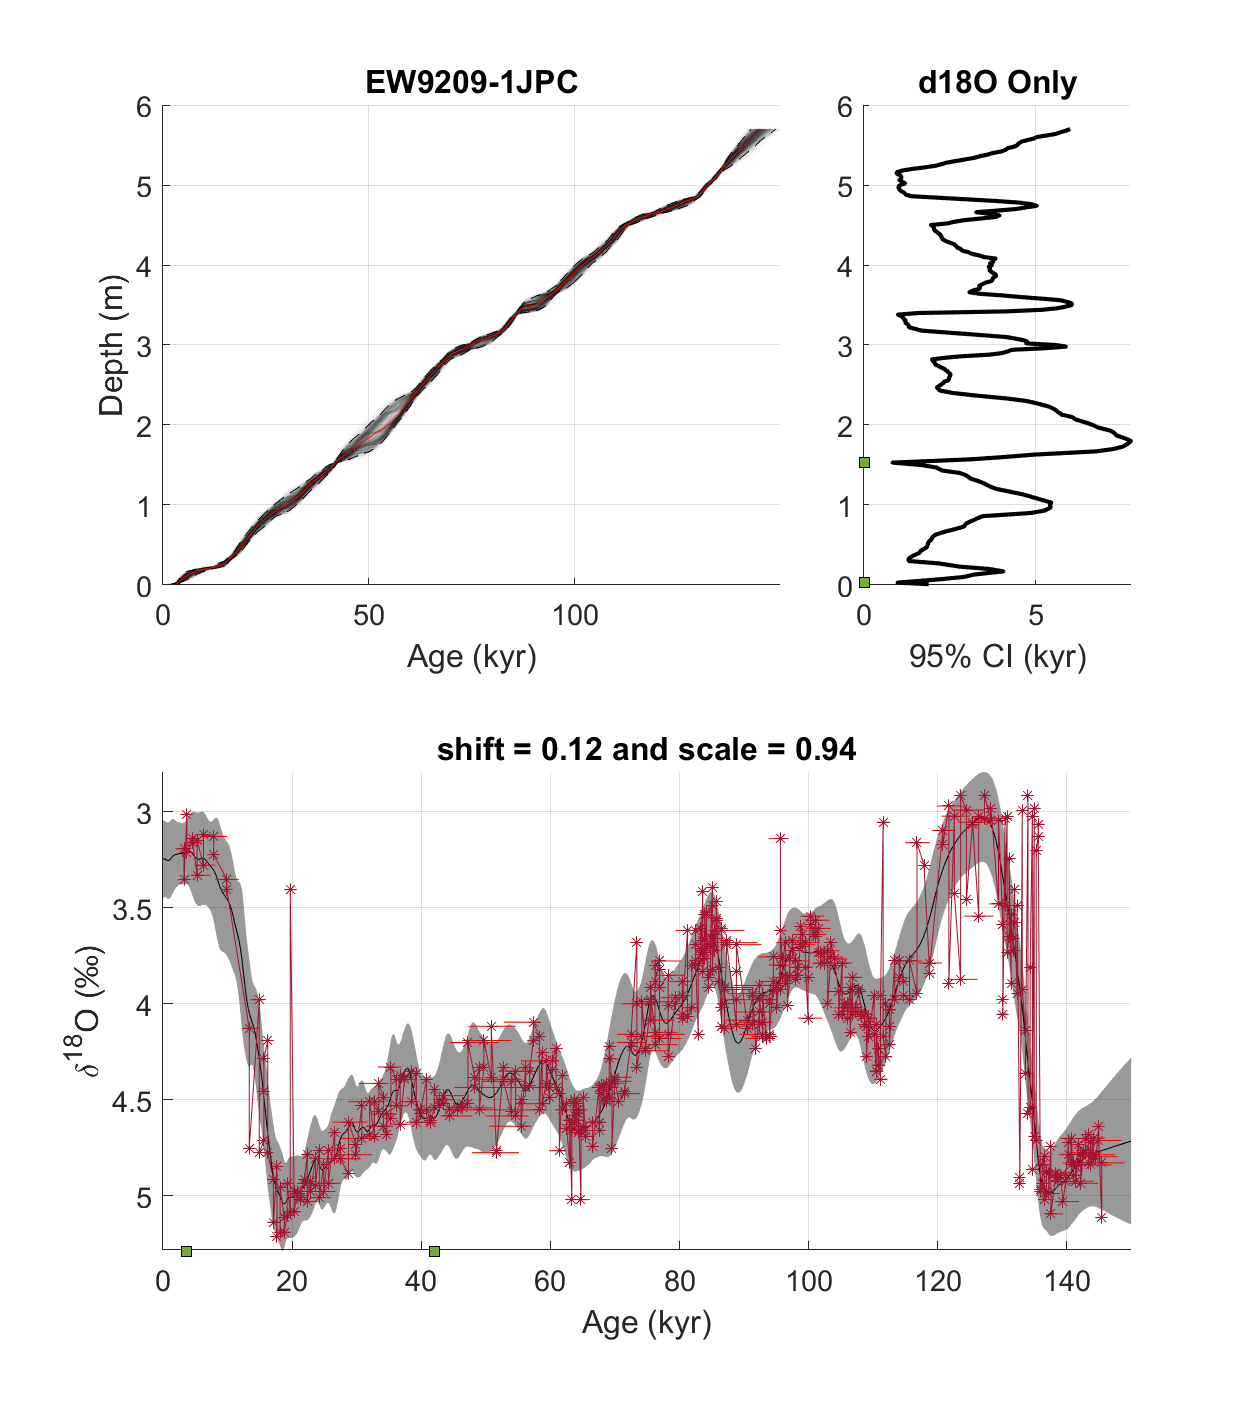 EW9209-1JPC
6
5
4
3
2
1
0
Depth (m)
0 50 100
Age (kyr)
d18O Only
6
5
4
3
2
1
0
0 5
95% CI (kyr)
shift = 0.12 and scale = 0.94
3
3.5
4
4.5
5
δ18O (‰)
0 20 40 60 80 100 120 140
Age (kyr)